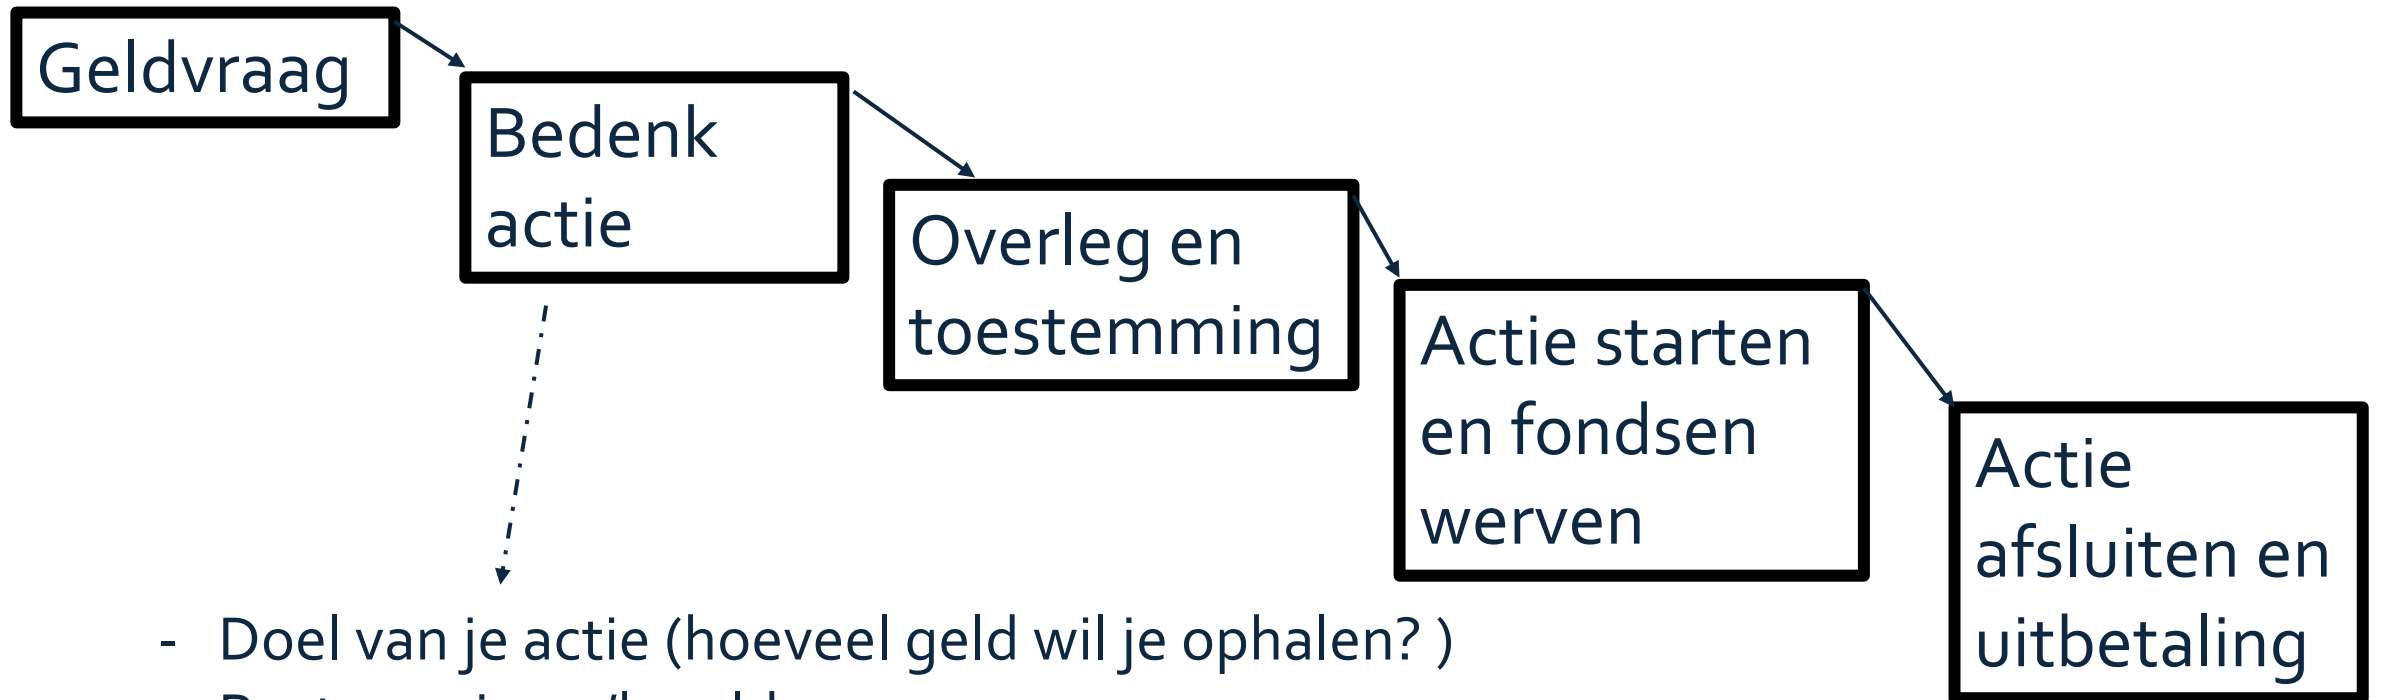 Geldvraag
Bedenk
actie
Overleg en
toestemming
Actie starten
en fondsen
werven
Actie
afsluiten en
uitbetaling
- Doel van je actie (hoeveel geld wil je ophalen? )